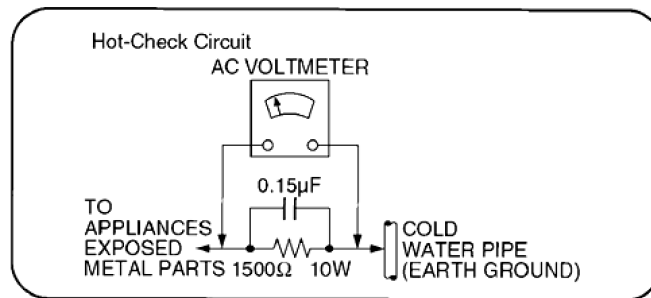 Hot-Check Circuit
AC VOLTMETER
0.15µF
TO
APPLIANCES
EXPOSED
METAL PARTS
1500Ω
10W
COLD
WATER PIPE
(EARTH GROUND)